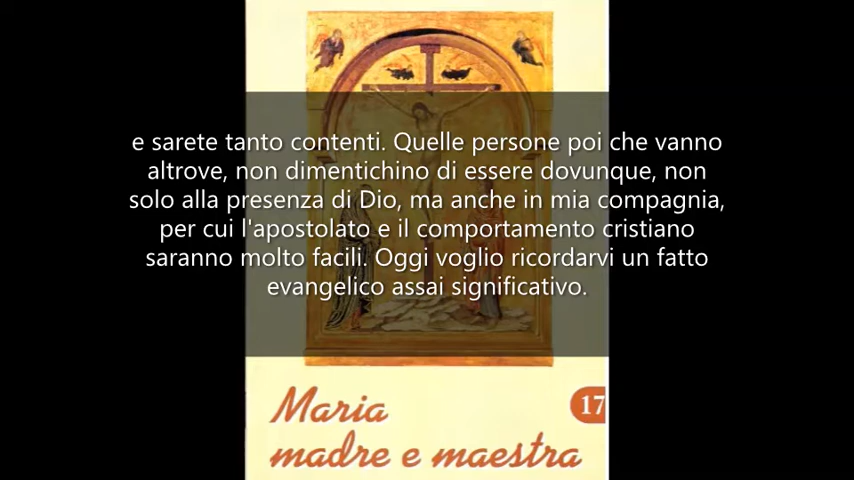 e sarete tanto contenti. Quelle persone poi che vanno
altrove, non dimentichino di essere dovunque, non
solo alla presenza di Dio, ma anche in mia compagnia,
per cui l'apostolato e il comportamento cristiano
saranno molto facili. Oggi voglio ricordarvi un fatto
evangelico assai significativo.
Maria
17
madre e maestra